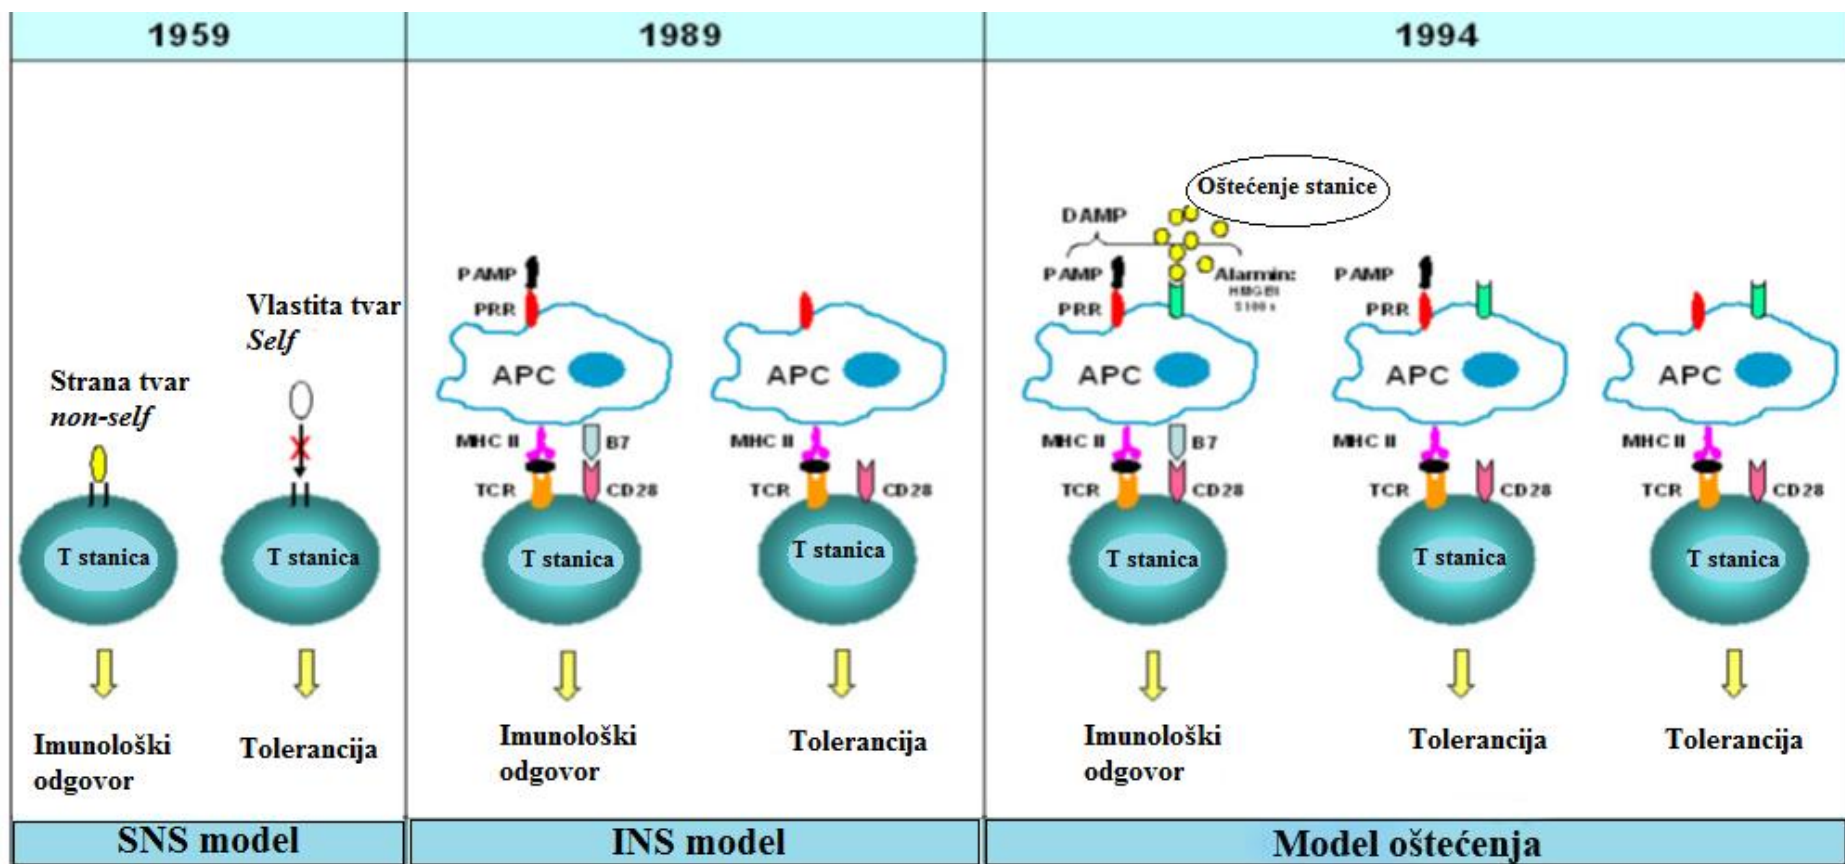 1959
1989
1994
Strana tvar
non-self
Vlastita tvar
Self
T stanica
T stanica
Imunološki
odgovor
Tolerancija
SNS model
PAMP
PRR
APC
MHC II
B7
TCR
CD28
T stanica
Imunološki
odgovor
APC
MHC II
TCR
CD28
T stanica
Tolerancija
INS model
Oštećenje stanice
DAMP
PAMP
Alarmin:
HMGB1
S100s
PRR
APC
MHC II
B7
TCR
CD28
T stanica
Imunološki
odgovor
PAMP
PRR
APC
MHC II
TCR
CD28
T stanica
Tolerancija
APC
MHC II
TCR
CD28
T stanica
Tolerancija
Model oštećenja